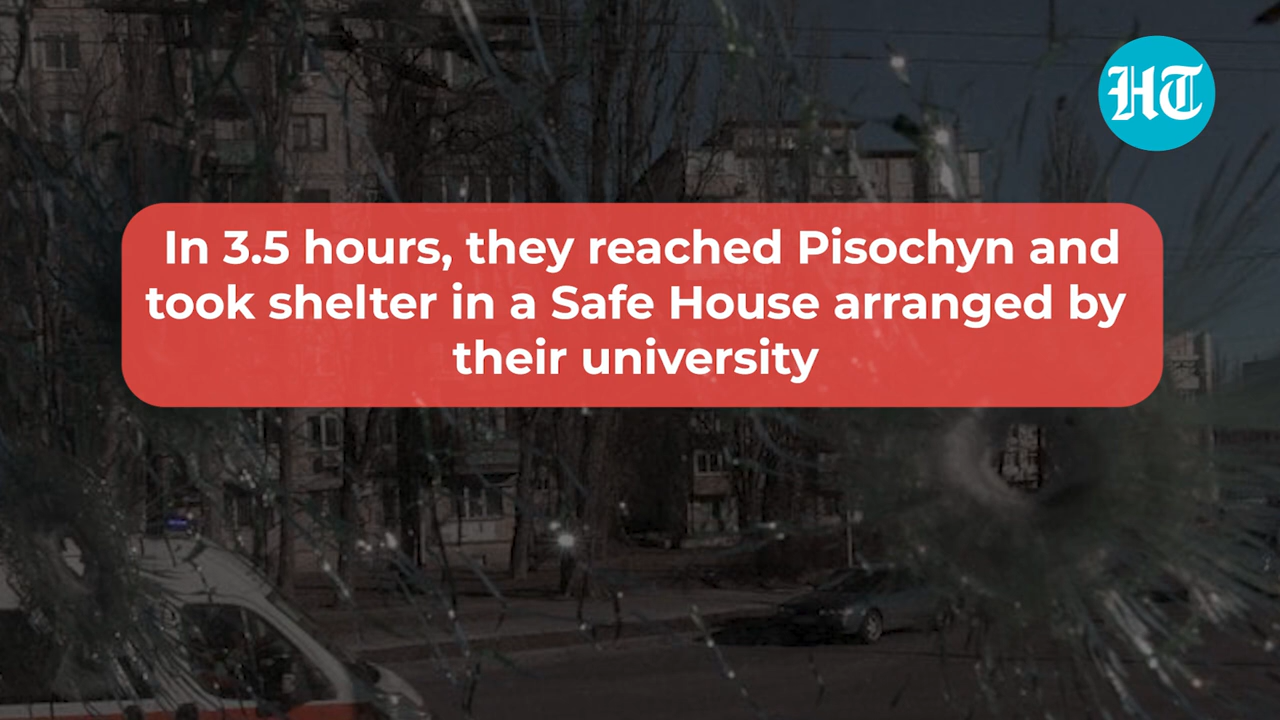 HT
In 3.5 hours, they reached Pisochyn and
took shelter in a Safe House arranged by
their university